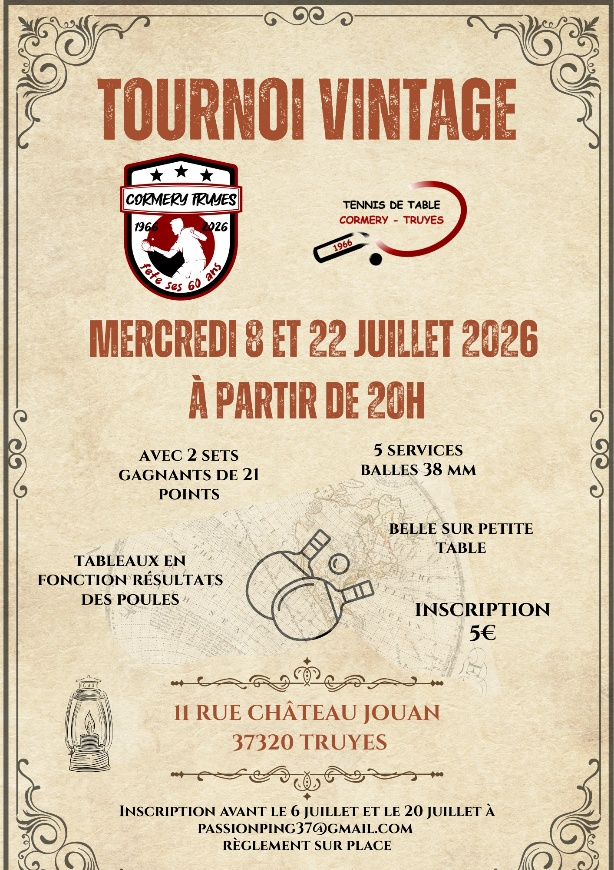 TOURNOI VINTAGE
CORMERY TRUYES
1966 2026
fête ses 60 ans
TENNIS DE TABLE
CORMERY - TRUYES
1966
MERCREDI 8 ET 22 JUILLET 2026
À PARTIR DE 20H
AVEC 2 SETS
GAGNANTS DE 21
POINTS
5 SERVICES
BALLES 38 MM
BELLE SUR PETITE
TABLE
TABLEAUX EN
FONCTION RÉSULTATS
DES POULES
INSCRIPTION
5€
11 RUE CHÂTEAU JOUAN
37320 TRUYES
INSCRIPTION AVANT LE 6 JUILLET ET LE 20 JUILLET À
PASSIONPING37@GMAIL.COM
RÈGLEMENT SUR PLACE